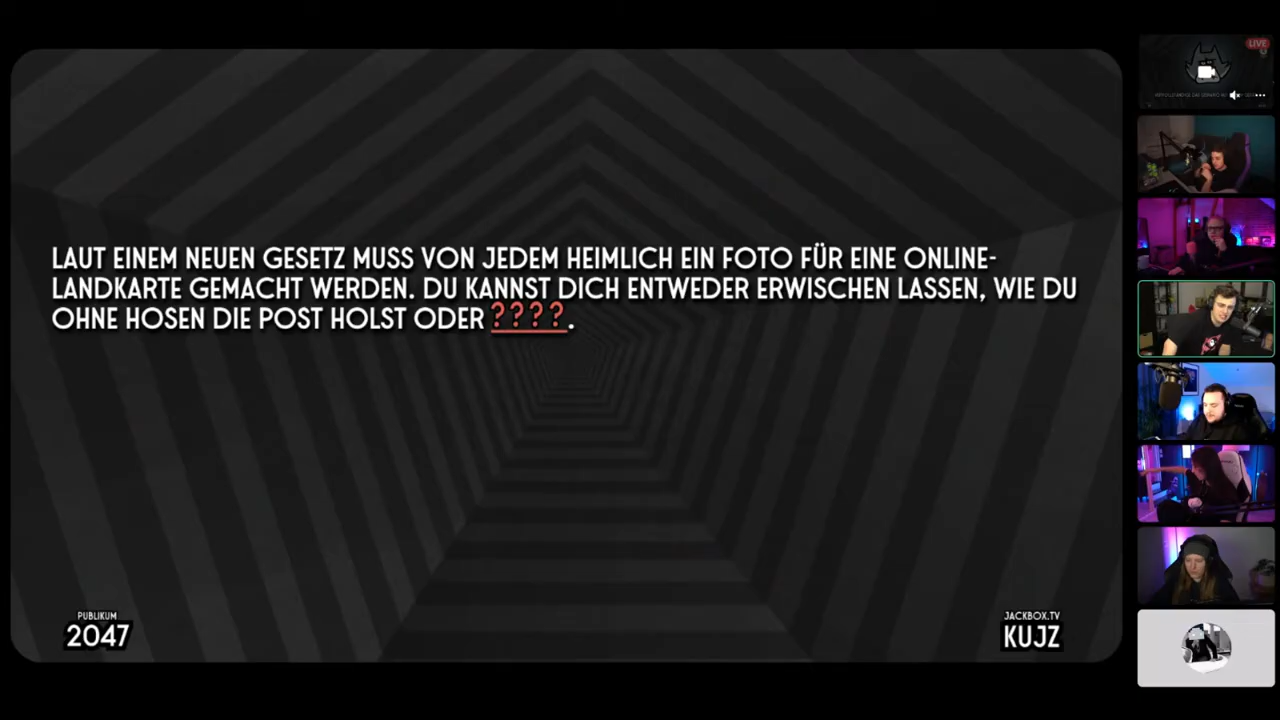 LAUT EINEM NEUEN GESETZ MUSS VON JEDEM HEIMLICH EIN FOTO FÜR EINE ONLINE-
LANDKARTE GEMACHT WERDEN. DU KANNST DICH ENTWEDER ERWISCHEN LASSEN, WIE DU
OHNE HOSEN DIE POST HOLST ODER ????.
PUBLIKUM
2047
JACKBOX.TV
KUJZ
LIVE